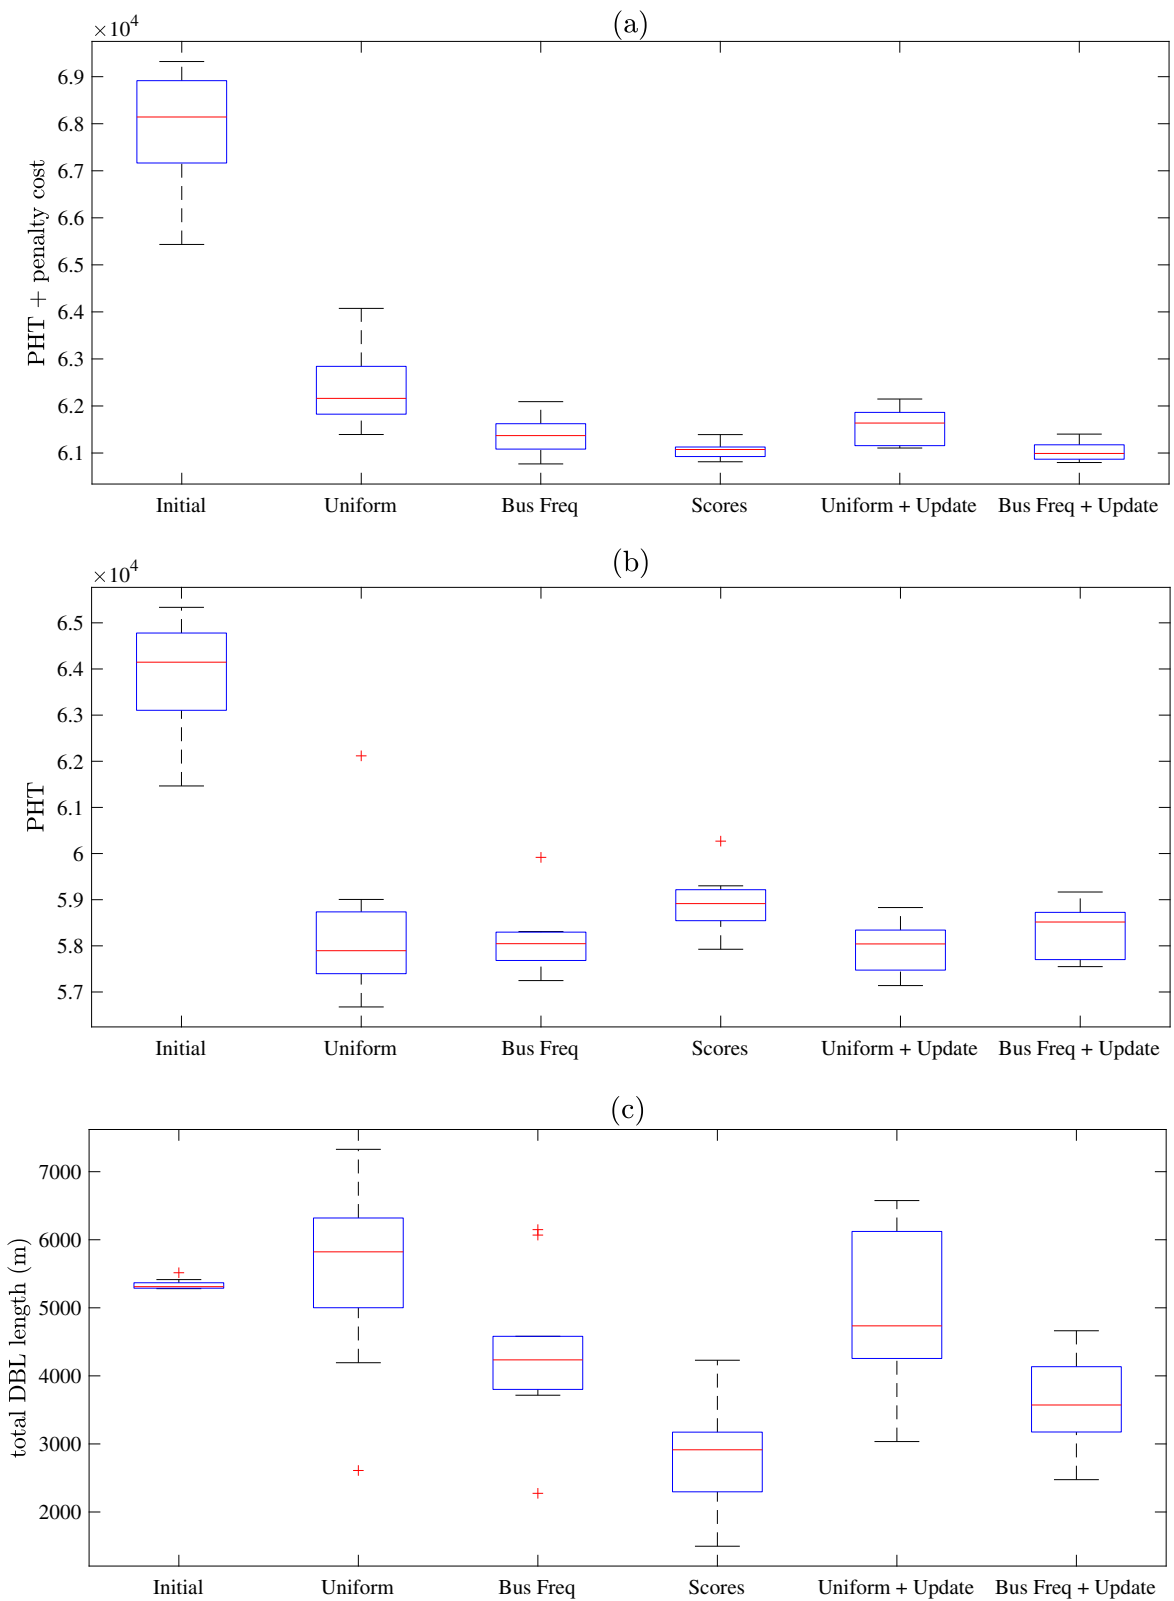 (a)
×10⁴
6.9
6.8
6.7
6.6
6.5
6.4
6.3
6.2
6.1
PHT + penalty cost
Initial Uniform Bus Freq Scores Uniform + Update Bus Freq + Update
(b)
×10⁴
6.5
6.4
6.3
6.2
6.1
6
5.9
5.8
5.7
PHT
Initial Uniform Bus Freq Scores Uniform + Update Bus Freq + Update
(c)
7000
6000
5000
4000
3000
2000
total DBL length (m)
Initial Uniform Bus Freq Scores Uniform + Update Bus Freq + Update